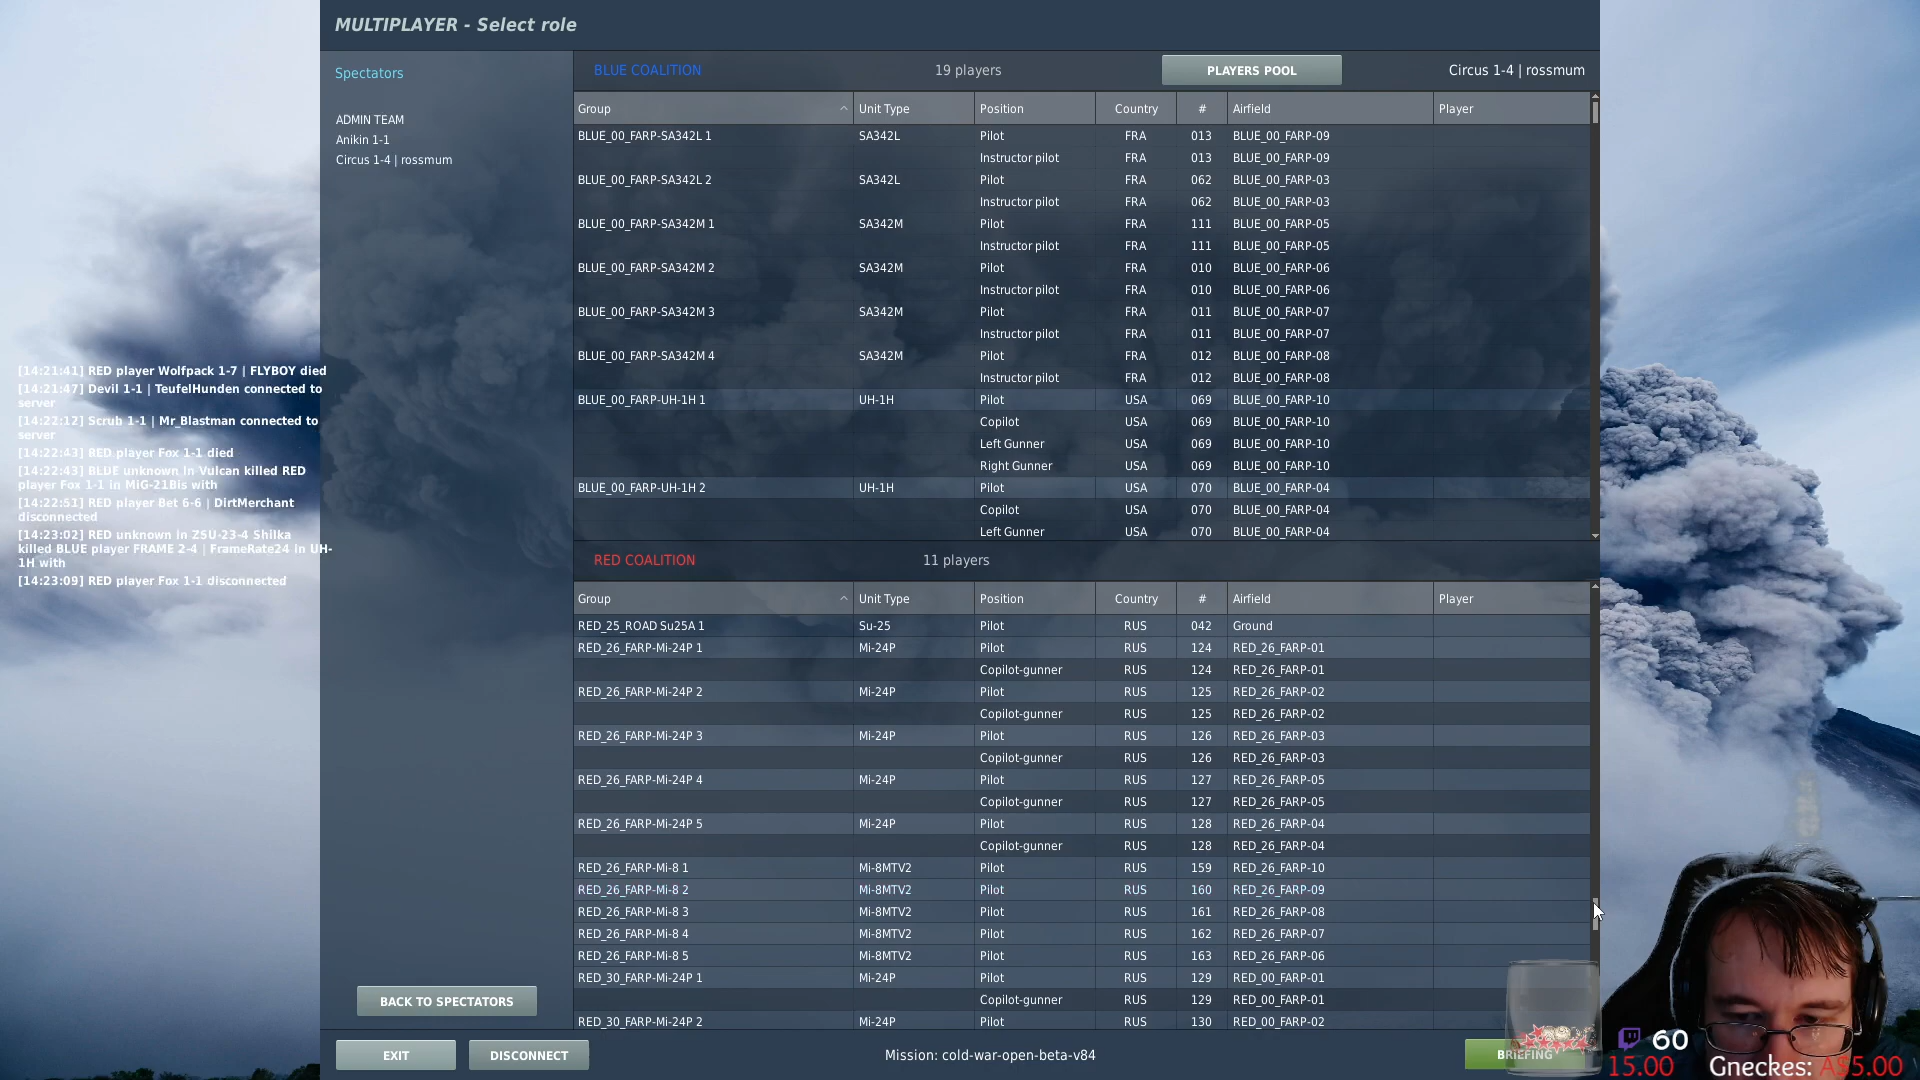 MULTIPLAYER - Select role
Spectators
ADMIN TEAM
Anikin 1-1
Circus 1-4 | rossmum
BLUE COALITION 19 players PLAYERS POOL Circus 1-4 | rossmum
Group Unit Type Position Country # Airfield Player
BLUE_00_FARP-SA342L 1 SA342L Pilot FRA 013 BLUE_00_FARP-09
Instructor pilot FRA 013 BLUE_00_FARP-09
BLUE_00_FARP-SA342L 2 SA342L Pilot FRA 062 BLUE_00_FARP-03
Instructor pilot FRA 062 BLUE_00_FARP-03
BLUE_00_FARP-SA342M 1 SA342M Pilot FRA 111 BLUE_00_FARP-05
Instructor pilot FRA 111 BLUE_00_FARP-05
BLUE_00_FARP-SA342M 2 SA342M Pilot FRA 010 BLUE_00_FARP-06
Instructor pilot FRA 010 BLUE_00_FARP-06
BLUE_00_FARP-SA342M 3 SA342M Pilot FRA 011 BLUE_00_FARP-07
Instructor pilot FRA 011 BLUE_00_FARP-07
BLUE_00_FARP-SA342M 4 SA342M Pilot FRA 012 BLUE_00_FARP-08
Instructor pilot FRA 012 BLUE_00_FARP-08
BLUE_00_FARP-UH-1H 1 UH-1H Pilot USA 069 BLUE_00_FARP-10
Copilot USA 069 BLUE_00_FARP-10
Left Gunner USA 069 BLUE_00_FARP-10
Right Gunner USA 069 BLUE_00_FARP-10
BLUE_00_FARP-UH-1H 2 UH-1H Pilot USA 070 BLUE_00_FARP-04
Copilot USA 070 BLUE_00_FARP-04
Left Gunner USA 070 BLUE_00_FARP-04
[14:21:41] RED player Wolfpack 1-7 | FLYBOY died
[14:21:47] Devil 1-1 | TeufelHunden connected to
server
[14:22:12] Scrub 1-1 | Mr_Blastman connected to
server
[14:22:43] RED player Fox 1-1 died
[14:22:43] BLUE unknown in Vulcan killed RED
player Fox 1-1 in MiG-21Bis with
[14:22:51] RED player Bet 6-6 | DirtMerchant
disconnected
[14:23:02] RED unknown in ZSU-23-4 Shilka
killed BLUE player FRAME 2-4 | FrameRate24 in UH-
1H with
[14:23:09] RED player Fox 1-1 disconnected
RED COALITION 11 players
Group Unit Type Position Country # Airfield Player
RED_25_ROAD Su25A 1 Su-25 Pilot RUS 042 Ground
RED_26_FARP-Mi-24P 1 Mi-24P Pilot RUS 124 RED_26_FARP-01
Copilot-gunner RUS 124 RED_26_FARP-01
RED_26_FARP-Mi-24P 2 Mi-24P Pilot RUS 125 RED_26_FARP-02
Copilot-gunner RUS 125 RED_26_FARP-02
RED_26_FARP-Mi-24P 3 Mi-24P Pilot RUS 126 RED_26_FARP-03
Copilot-gunner RUS 126 RED_26_FARP-03
RED_26_FARP-Mi-24P 4 Mi-24P Pilot RUS 127 RED_26_FARP-05
Copilot-gunner RUS 127 RED_26_FARP-05
RED_26_FARP-Mi-24P 5 Mi-24P Pilot RUS 128 RED_26_FARP-04
Copilot-gunner RUS 128 RED_26_FARP-04
RED_26_FARP-Mi-8 1 Mi-8MTV2 Pilot RUS 159 RED_26_FARP-10
RED_26_FARP-Mi-8 2 Mi-8MTV2 Pilot RUS 160 RED_26_FARP-09
RED_26_FARP-Mi-8 3 Mi-8MTV2 Pilot RUS 161 RED_26_FARP-08
RED_26_FARP-Mi-8 4 Mi-8MTV2 Pilot RUS 162 RED_26_FARP-07
RED_26_FARP-Mi-8 5 Mi-8MTV2 Pilot RUS 163 RED_26_FARP-06
RED_30_FARP-Mi-24P 1 Mi-24P Pilot RUS 129 RED_00_FARP-01
Copilot-gunner RUS 129 RED_00_FARP-01
RED_30_FARP-Mi-24P 2 Mi-24P Pilot RUS 130 RED_00_FARP-02
BACK TO SPECTATORS
EXIT DISCONNECT Mission: cold-war-open-beta-v84 BRIEFING
60
15.00 Gneckes: A$5.00